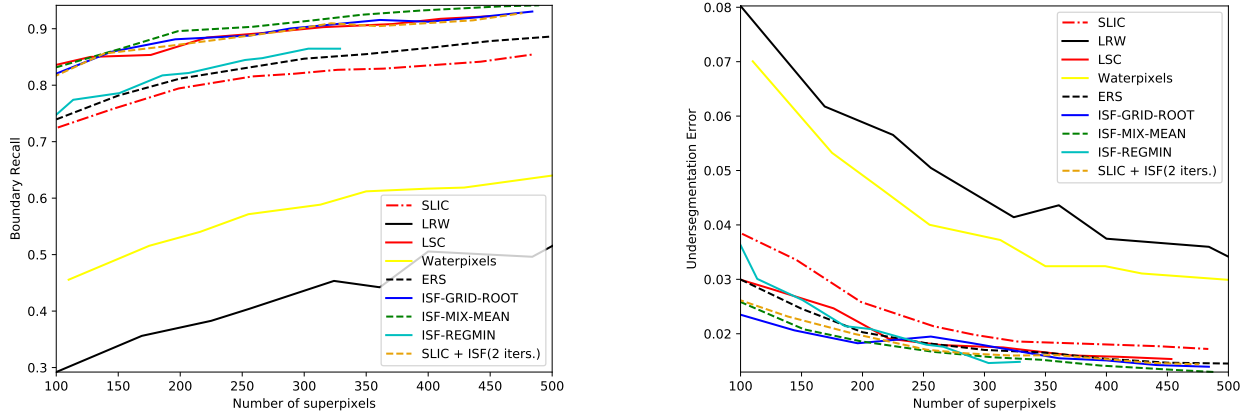 0.9
0.8
0.7
0.6
0.5
0.4
0.3
Boundary Recall
100 150 200 250 300 350 400 450 500
Number of superpixels
SLIC
LRW
LSC
Waterpixels
ERS
ISF-GRID-ROOT
ISF-MIX-MEAN
ISF-REGMIN
SLIC + ISF(2 iters.)
0.08
0.07
0.06
0.05
0.04
0.03
0.02
Undersegmentation Error
100 150 200 250 300 350 400 450 500
Number of superpixels
SLIC
LRW
LSC
Waterpixels
ERS
ISF-GRID-ROOT
ISF-MIX-MEAN
ISF-REGMIN
SLIC + ISF(2 iters.)